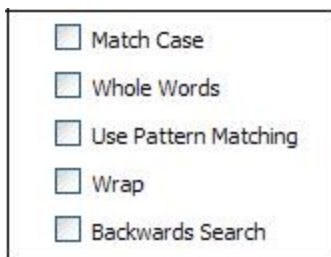 Match Case
Whole Words
Use Pattern Matching
Wrap
Backwards Search